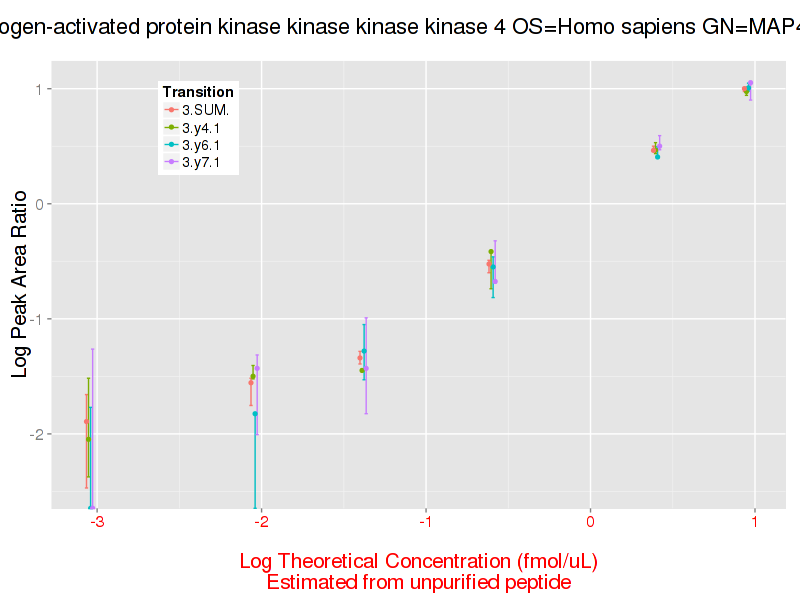 ogen-activated protein kinase kinase kinase kinase 4 OS=Homo sapiens GN=MAP4
Transition
3.SUM.
3.y4.1
3.y6.1
3.y7.1
Log Peak Area Ratio
1
0
-1
-2
-3 -2 -1 0 1
Log Theoretical Concentration (fmol/uL)
Estimated from unpurified peptide